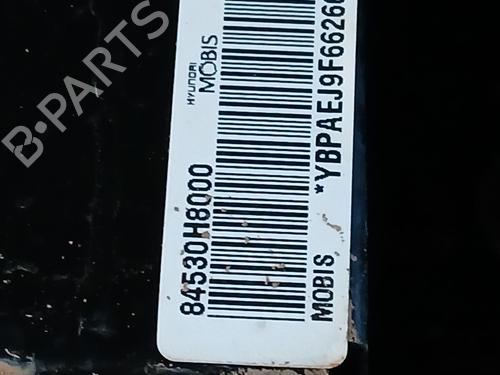 B-PARTS
HYUNDAI
MOBIS
84530H8000
*YBPAEJ9F6626
MOBIS